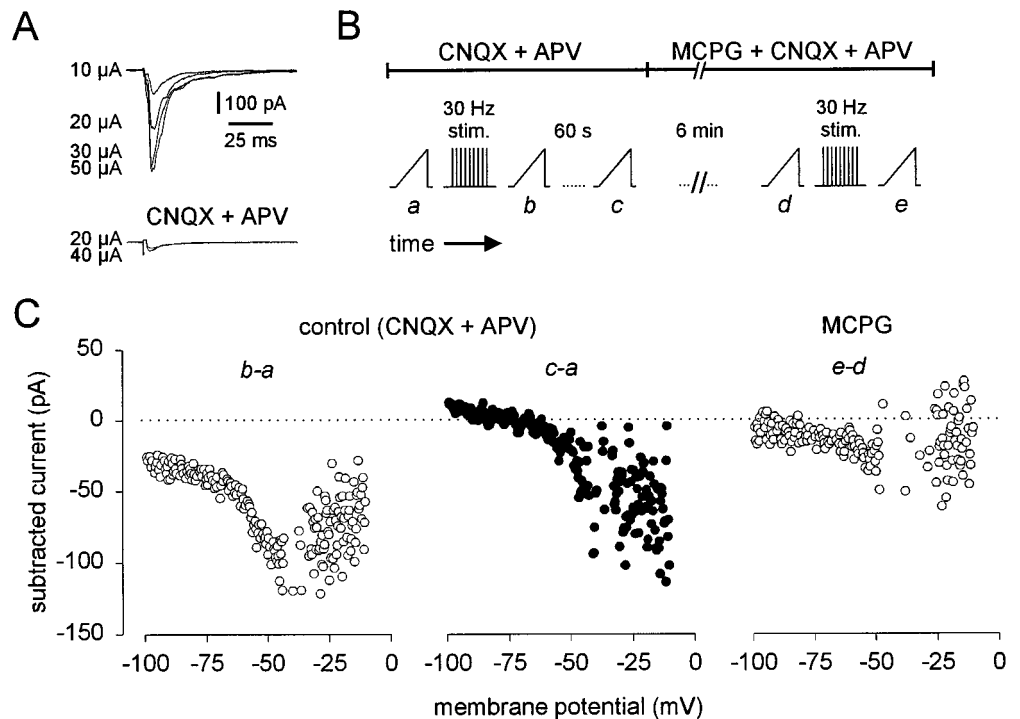 A
10 µA
20 µA
30 µA
50 µA
100 pA
25 ms
CNQX + APV
20 µA
40 µA
B
CNQX + APV
MCPG + CNQX + APV
30 Hz
stim.
60 s
6 min
30 Hz
stim.
a
b
c
d
e
time
C
control (CNQX + APV)
MCPG
b-a
c-a
e-d
subtracted current (pA)
50
0
-50
-100
-150
-100 -75 -50 -25 0
-100 -75 -50 -25 0
-100 -75 -50 -25 0
membrane potential (mV)